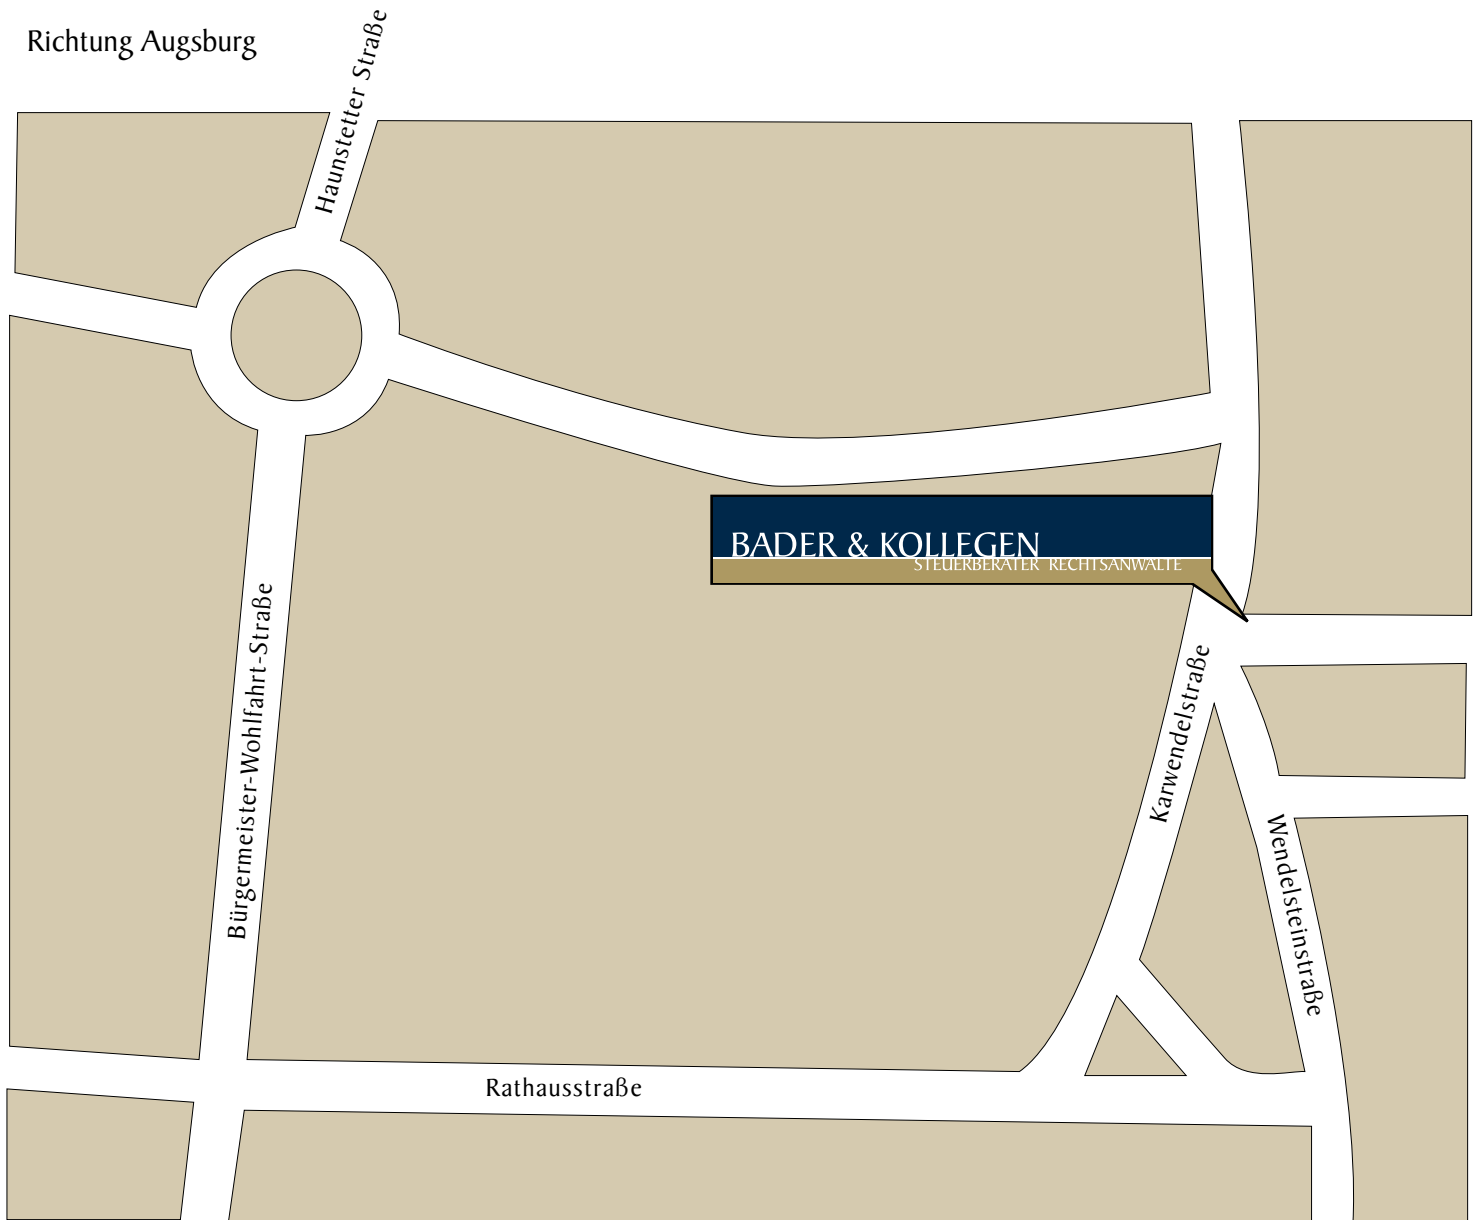 Richtung Augsburg
Haunstetter Straße
BADER & KOLLEGEN
STEUERBERATER RECHTSANWÄLTE
Bürgermeister-Wohlfahrt-Straße
Karwendelstraße
Wendelsteinstraße
Rathausstraße